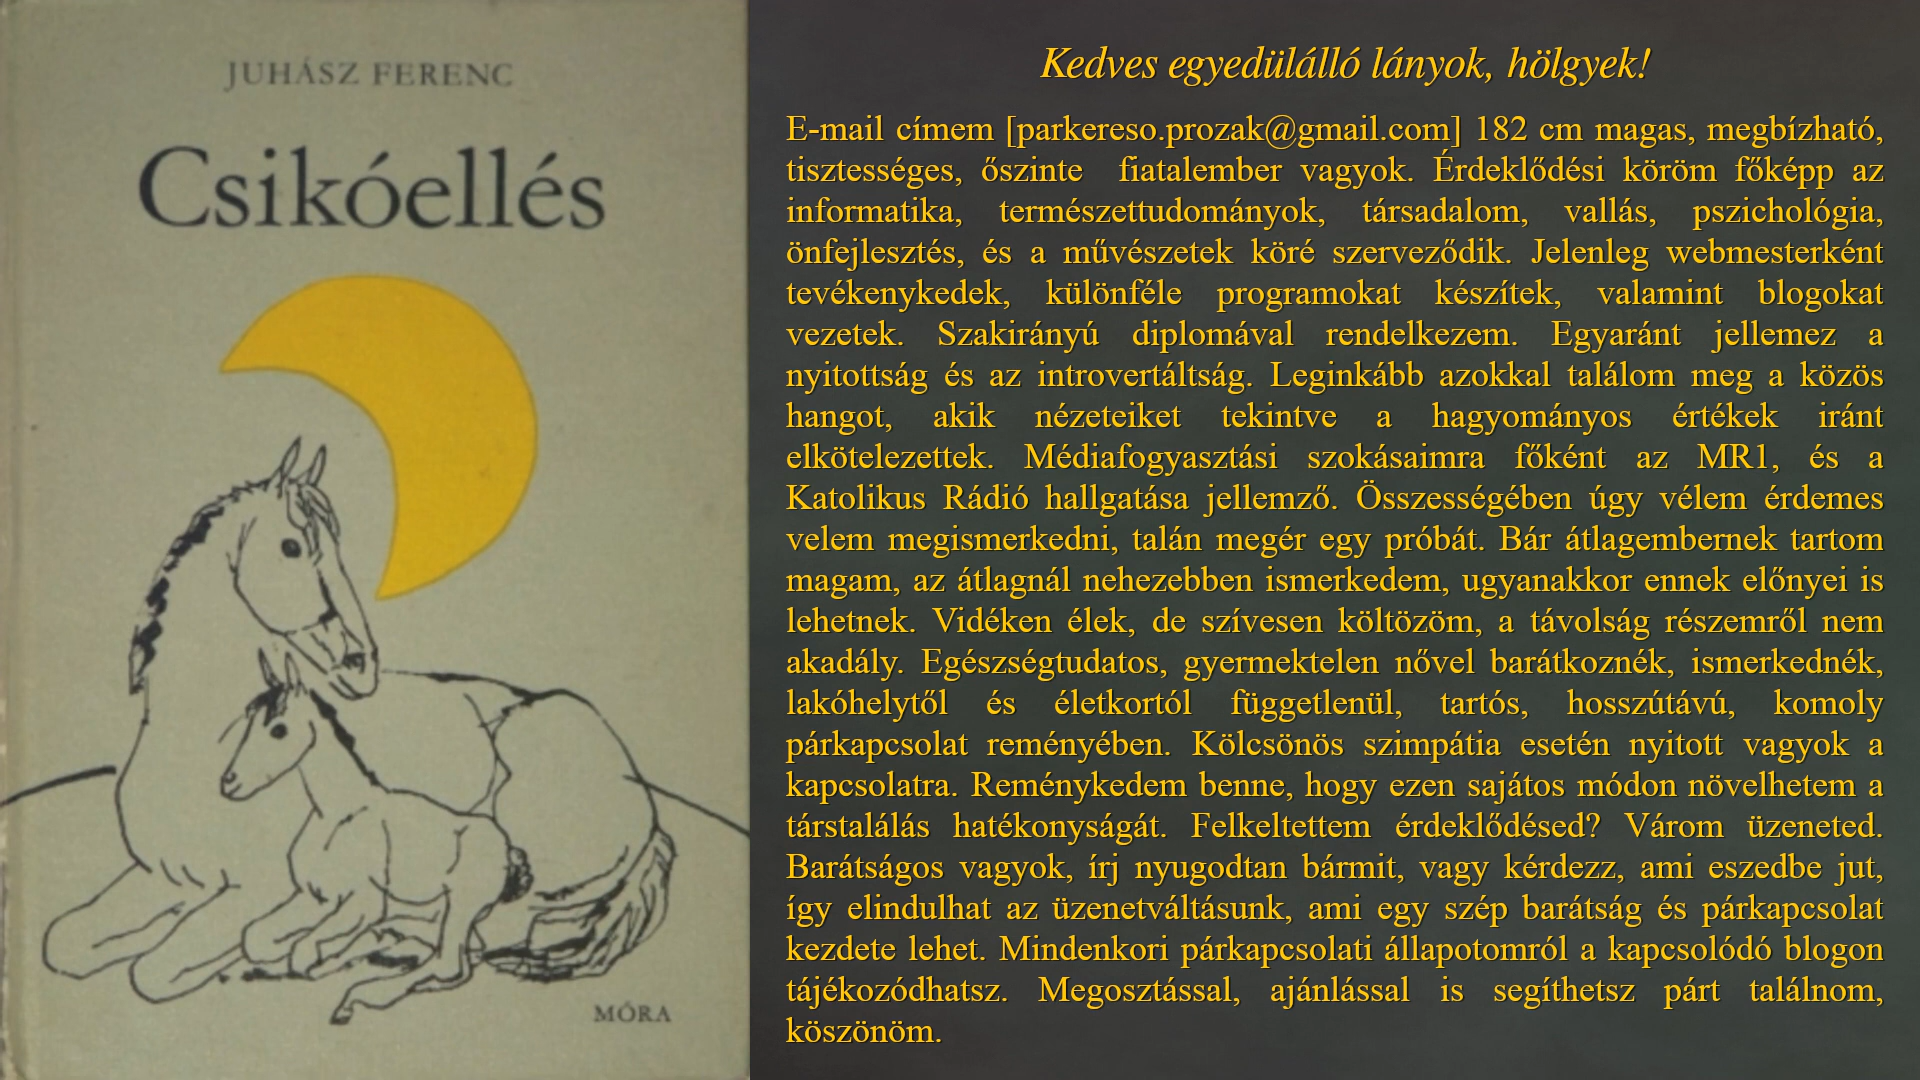 JUHÁSZ FERENC
Csikóellés
MÓRA
Kedves egyedülálló lányok, hölgyek!
E-mail címem [parkereso.prozak@gmail.com] 182 cm magas, megbízható,
tisztességes, őszinte fiatalember vagyok. Érdeklődési köröm főképp az
informatika, természettudományok, társadalom, vallás, pszichológia,
önfejlesztés, és a művészetek köré szerveződik. Jelenleg webmesterként
tevékenykedek, különféle programokat készítek, valamint blogokat
vezetek. Szakirányú diplomával rendelkezem. Egyaránt jellemez a
nyitottság és az introvertáltság. Leginkább azokkal találom meg a közös
hangot, akik nézeteiket tekintve a hagyományos értékek iránt
elkötelezettek. Médiafogyasztási szokásaimra főként az MR1, és a
Katolikus Rádió hallgatása jellemző. Összességében úgy vélem érdemes
velem megismerkedni, talán megér egy próbát. Bár átlagembernek tartom
magam, az átlagnál nehezebben ismerkedem, ugyanakkor ennek előnyei is
lehetnek. Vidéken élek, de szívesen költözöm, a távolság részemről nem
akadály. Egészségtudatos, gyermektelen nővel barátkoznék, ismerkednék,
lakóhelytől és életkortól függetlenül, tartós, hosszútávú, komoly
párkapcsolat reményében. Kölcsönös szimpátia esetén nyitott vagyok a
kapcsolatra. Reménykedem benne, hogy ezen sajátos módon növelhetem a
társtalálás hatékonyságát. Felkeltettem érdeklődésed? Várom üzeneted.
Barátságos vagyok, írj nyugodtan bármit, vagy kérdezz, ami eszedbe jut,
így elindulhat az üzenetváltásunk, ami egy szép barátság és párkapcsolat
kezdete lehet. Mindenkori párkapcsolati állapotomról a kapcsolódó blogon
tájékozódhatsz. Megosztással, ajánlással is segíthetsz párt találnom,
köszönöm.